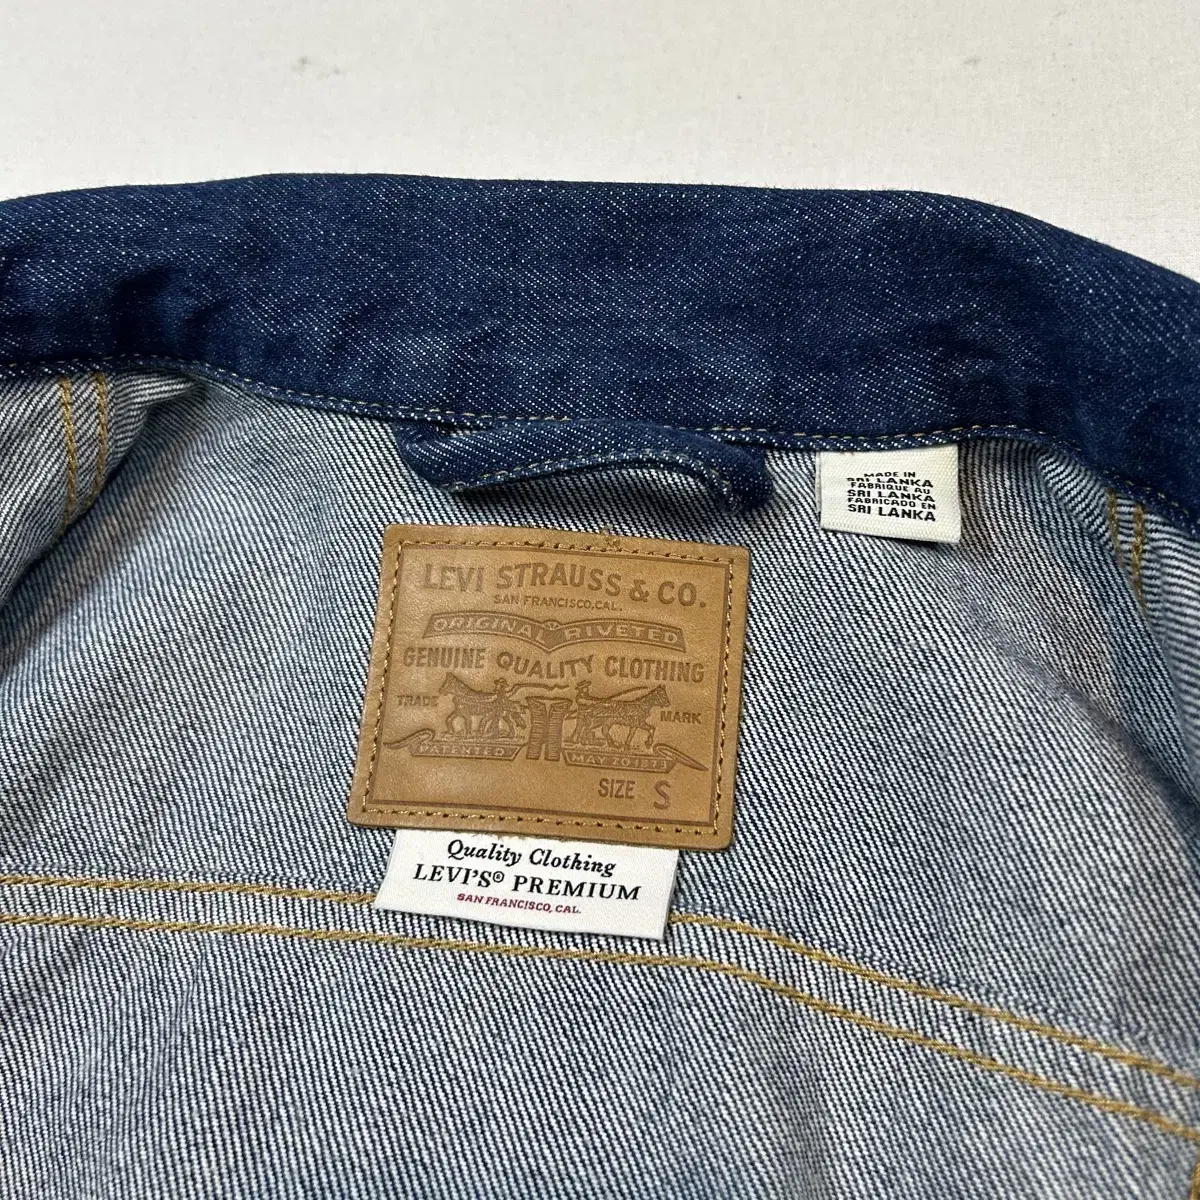 MADE IN
SRI LANKA
FABRIQUE AU
SRI LANKA
FABRICADO EN
SRI LANKA
LEVI STRAUSS & CO.
SAN FRANCISCO, CAL.
ORIGINAL RIVETED
GENUINE QUALITY CLOTHING
TRADE MARK
PATENTED MAY 20 1873
SIZE S
Quality Clothing
LEVI'S® PREMIUM
SAN FRANCISCO, CAL.